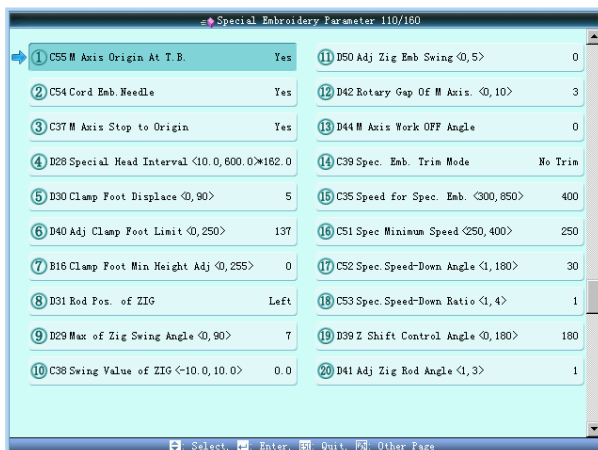 Special Embroidery Parameter 110/160
① C55 M Axis Origin At T.B. Yes
② C54 Cord Emb.Needle Yes
③ C37 M Axis Stop to Origin Yes
④ D28 Special Head Interval <10.0,600.0>*162.0
⑤ D30 Clamp Foot Displace <0,90> 5
⑥ D40 Adj Clamp Foot Limit <0,250> 137
⑦ B16 Clamp Foot Min Height Adj <0,255> 0
⑧ D31 Rod Pos. of ZIG Left
⑨ D29 Max of Zig Swing Angle <0,90> 7
⑩ C38 Swing Value of ZIG <-10.0,10.0> 0.0
⑪ D50 Adj Zig Emb Swing <0,5> 0
⑫ D42 Rotary Gap Of M Axis. <0,10> 3
⑬ D44 M Axis Work OFF Angle 0
⑭ C39 Spec. Emb. Trim Mode No Trim
⑮ C35 Speed for Spec. Emb. <300,850> 400
⑯ C51 Spec Minimum Speed <250,400> 250
⑰ C52 Spec.Speed-Down Angle <1,180> 30
⑱ C53 Spec.Speed-Down Ratio <1,4> 1
⑲ D39 Z Shift Control Angle <0,180> 180
⑳ D41 Adj Zig Rod Angle <1,3> 1
: Select, : Enter, EST: Quit, : Other Page